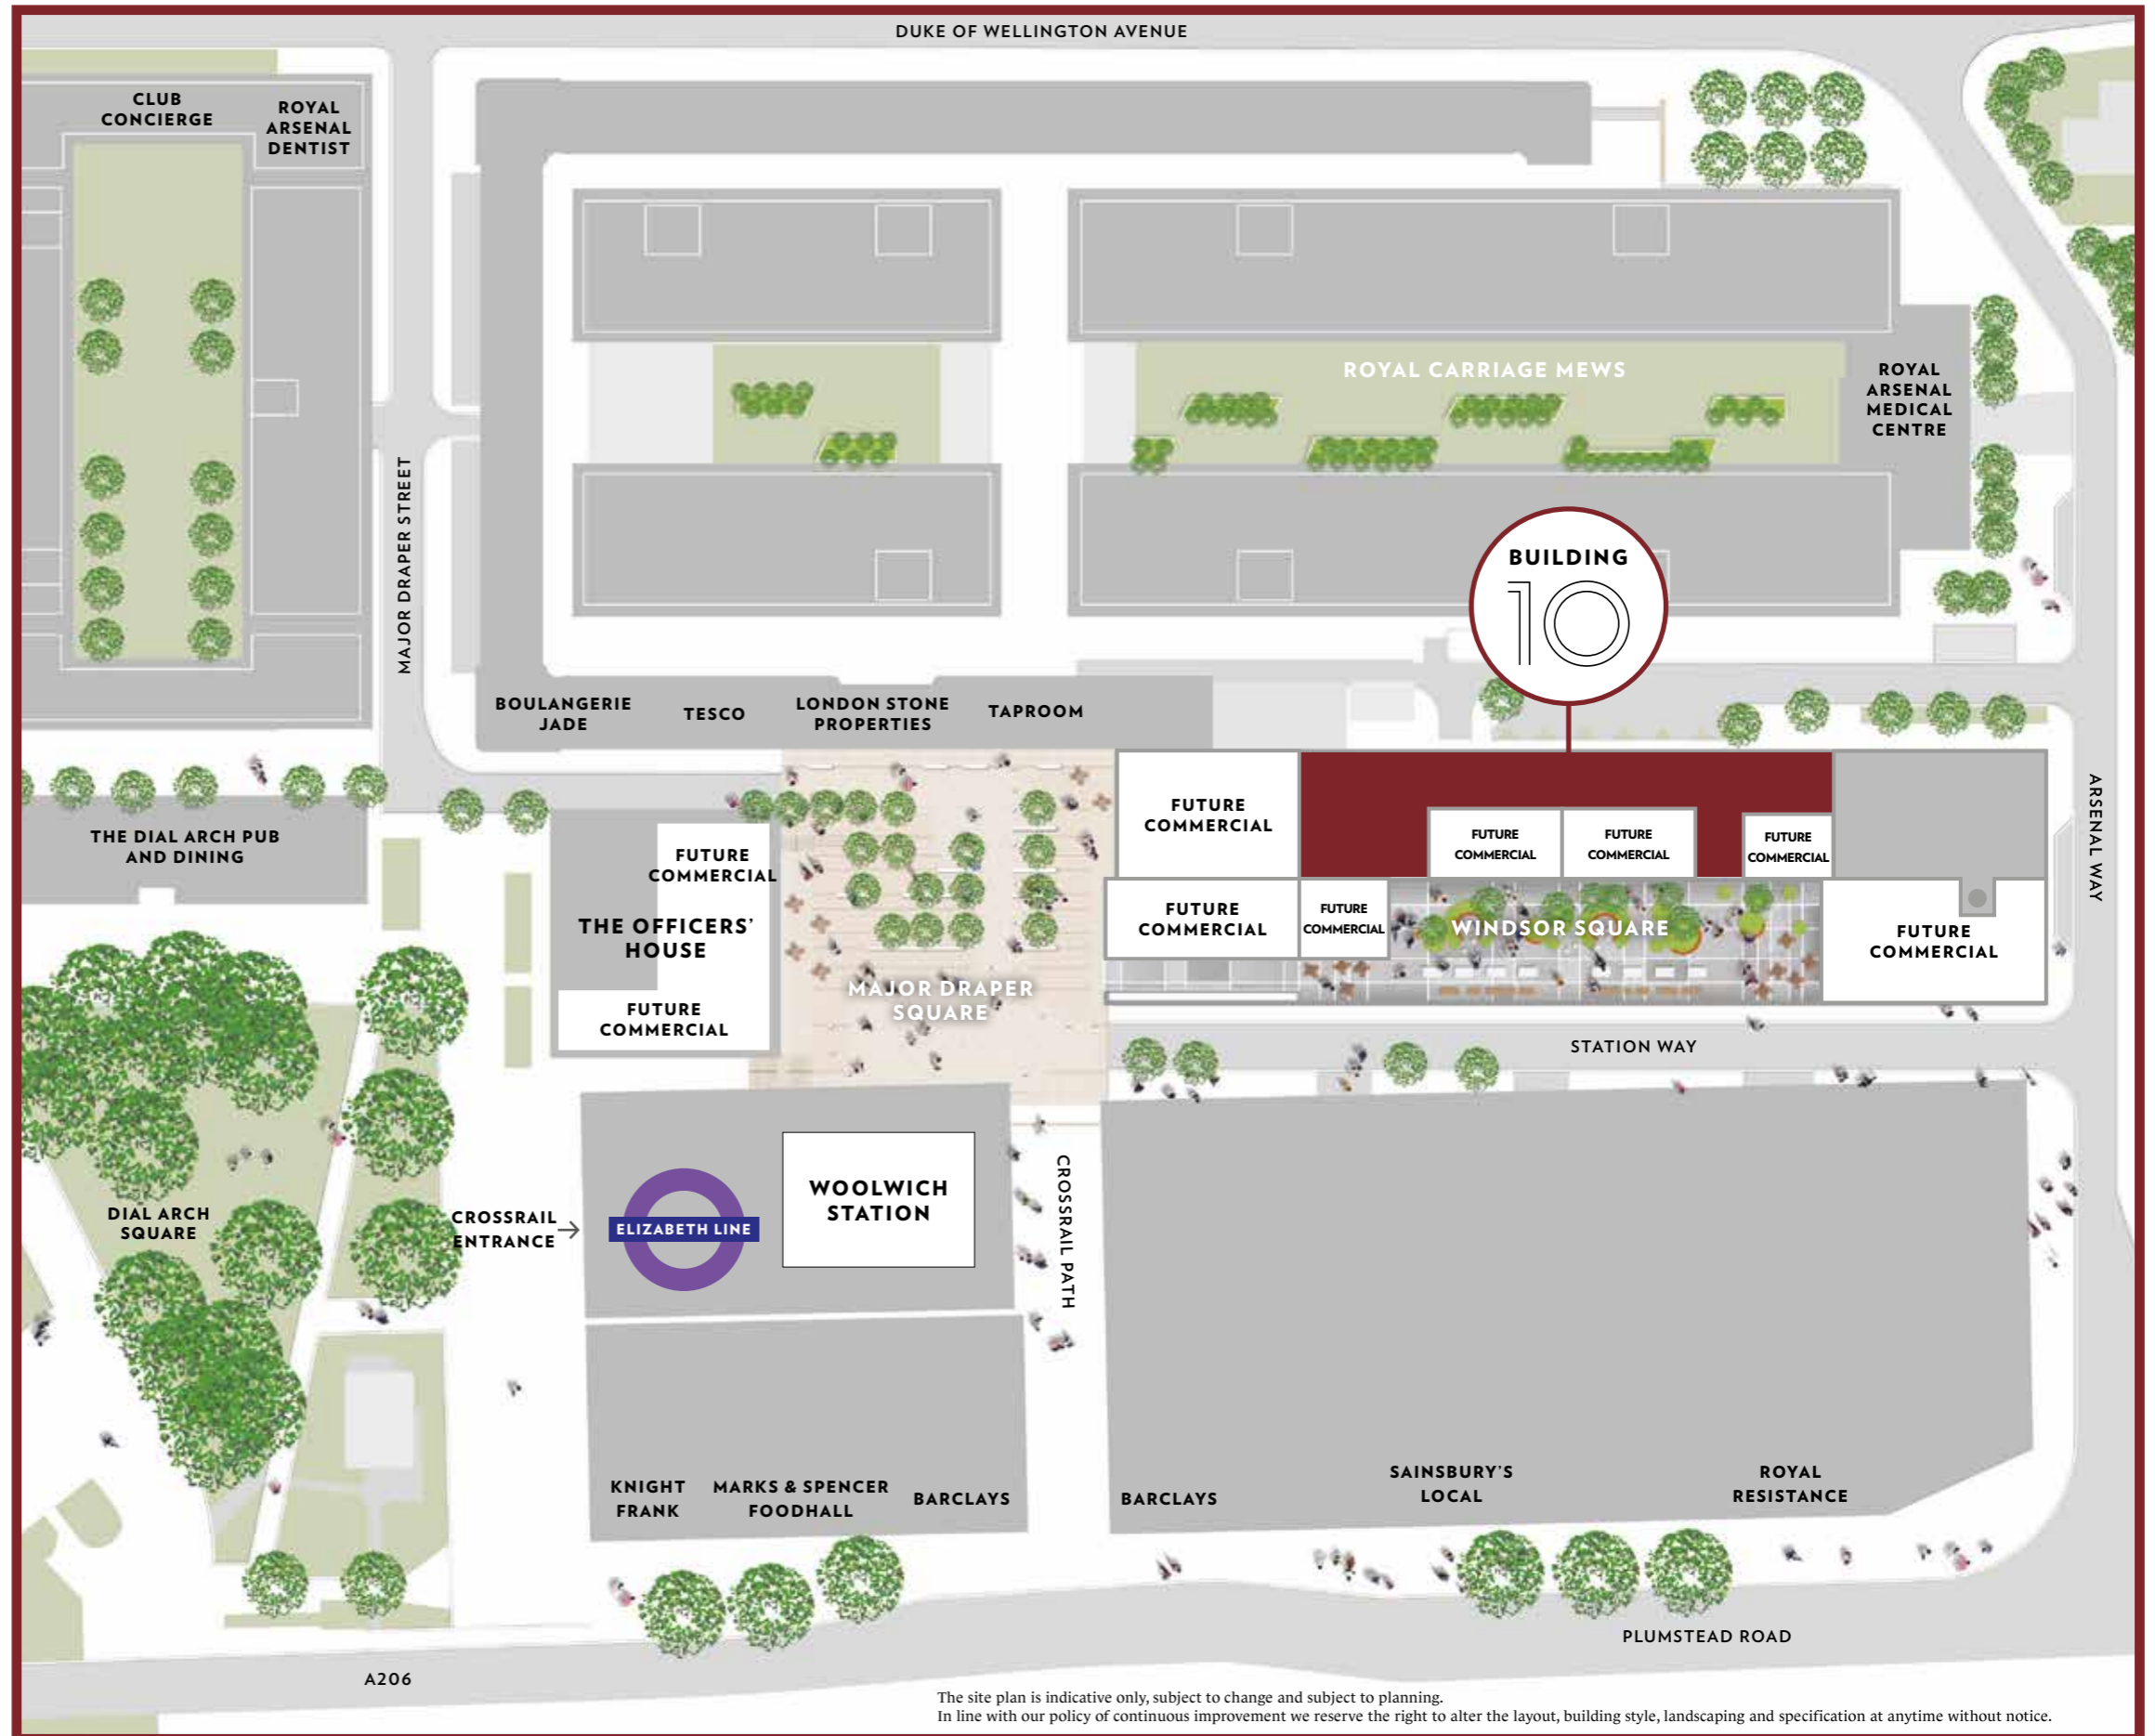 DUKE OF WELLINGTON AVENUE
CLUB
CONCIERGE
ROYAL
ARSENAL
DENTIST
ROYAL CARRIAGE MEWS
ROYAL
ARSENAL
MEDICAL
CENTRE
MAJOR DRAPER STREET
BUILDING
10
BOULANGERIE
JADE
TESCO
LONDON STONE
PROPERTIES
TAPROOM
THE DIAL ARCH PUB
AND DINING
FUTURE
COMMERCIAL
THE OFFICERS'
HOUSE
FUTURE
COMMERCIAL
MAJOR DRAPER
SQUARE
FUTURE
COMMERCIAL
FUTURE
COMMERCIAL
FUTURE
COMMERCIAL
FUTURE
COMMERCIAL
FUTURE
COMMERCIAL
FUTURE
COMMERCIAL
WINDSOR SQUARE
FUTURE
COMMERCIAL
ARSENAL WAY
STATION WAY
DIAL ARCH
SQUARE
CROSSRAIL
ENTRANCE →
ELIZABETH LINE
WOOLWICH
STATION
CROSSRAIL PATH
KNIGHT
FRANK
MARKS & SPENCER
FOODHALL
BARCLAYS
BARCLAYS
SAINSBURY'S
LOCAL
ROYAL
RESISTANCE
PLUMSTEAD ROAD
A206
The site plan is indicative only, subject to change and subject to planning.
In line with our policy of continuous improvement we reserve the right to alter the layout, building style, landscaping and specification at anytime without notice.